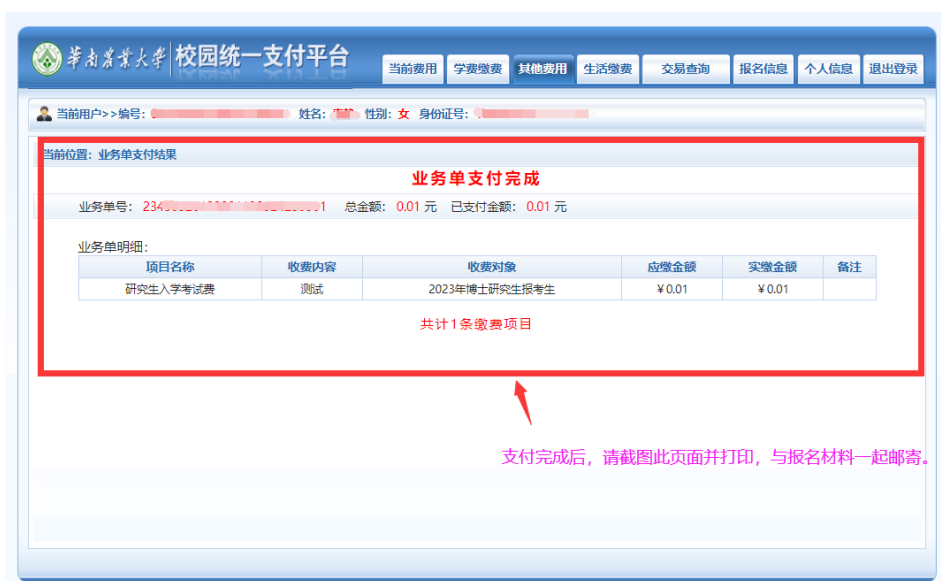 华南农业大学 校园统一支付平台
当前费用 学费缴费 其他费用 生活缴费 交易查询 报名信息 个人信息 退出登录
当前用户>>编号: 姓名: 性别: 女 身份证号:
当前位置: 业务单支付结果
业务单支付完成
业务单号: 总金额: 0.01 元 已支付金额: 0.01 元
业务单明细:
项目名称 收费内容 收费对象 应缴金额 实缴金额 备注
研究生入学考试费 测试 2023年博士研究生报考生 ¥0.01 ¥0.01
共计1条缴费项目
支付完成后，请截图此页面并打印，与报名材料一起邮寄。